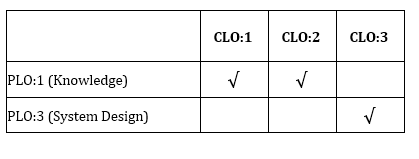 CLO:1 CLO:2 CLO:3
PLO:1 (Knowledge) √ √
PLO:3 (System Design) √